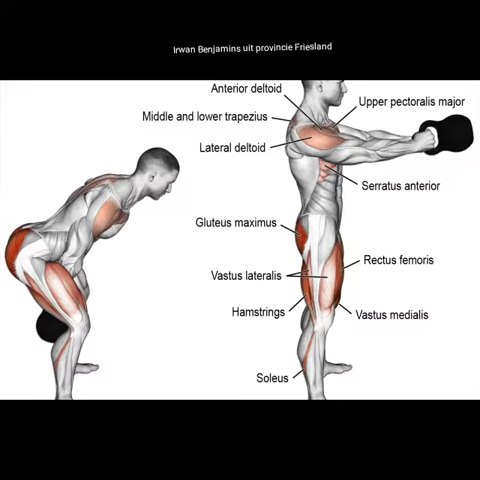 Irwan Benjamins uit provincie Friesland
Anterior deltoid
Upper pectoralis major
Middle and lower trapezius
Lateral deltoid
Serratus anterior
Gluteus maximus
Rectus femoris
Vastus lateralis
Hamstrings
Vastus medialis
Soleus